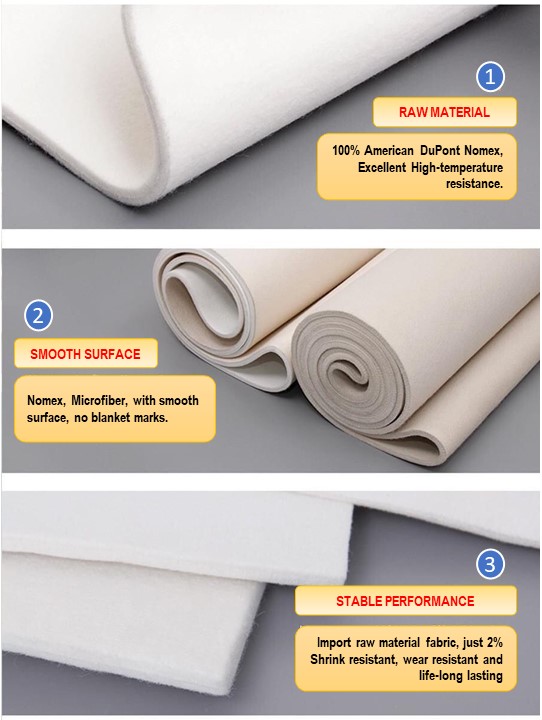 1
RAW MATERIAL
100% American DuPont Nomex,
Excellent High-temperature
resistance.
2
SMOOTH SURFACE
Nomex, Microfiber, with smooth
surface, no blanket marks.
3
STABLE PERFORMANCE
Import raw material fabric, just 2%
Shrink resistant, wear resistant and
life-long lasting